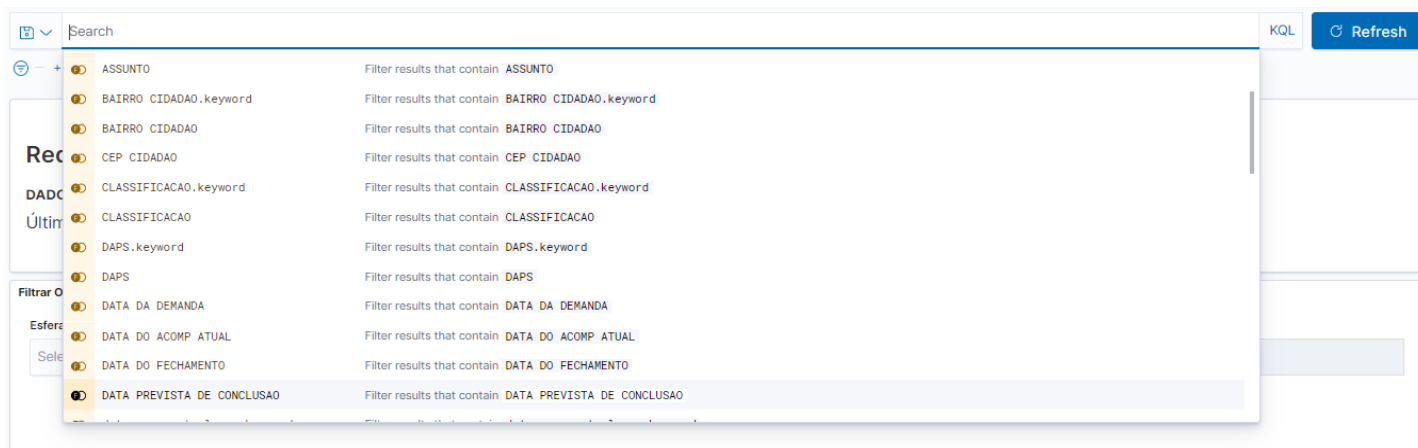 Search KQL Refresh
+ ASSUNTO Filter results that contain ASSUNTO
BAIRRO CIDADAO.keyword Filter results that contain BAIRRO CIDADAO.keyword
BAIRRO CIDADAO Filter results that contain BAIRRO CIDADAO
CEP CIDADAO Filter results that contain CEP CIDADAO
CLASSIFICACAO.keyword Filter results that contain CLASSIFICACAO.keyword
CLASSIFICACAO Filter results that contain CLASSIFICACAO
DAPS.keyword Filter results that contain DAPS.keyword
DAPS Filter results that contain DAPS
DATA DA DEMANDA Filter results that contain DATA DA DEMANDA
DATA DO ACOMP ATUAL Filter results that contain DATA DO ACOMP ATUAL
DATA DO FECHAMENTO Filter results that contain DATA DO FECHAMENTO
DATA PREVISTA DE CONCLUSAO Filter results that contain DATA PREVISTA DE CONCLUSAO
Filtrar O
Esfera
Sele